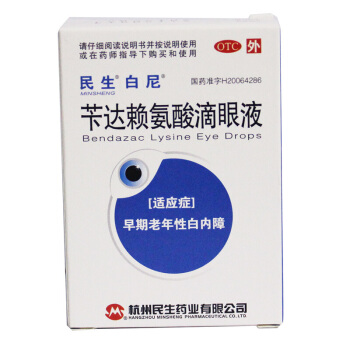 请仔细阅读说明书并按说明使用
或在药师指导下购买和使用
OTC 外
民生® 白尼®
MINSHENG
国药准字H20064286
苄达赖氨酸滴眼液
Bendazac Lysine Eye Drops
[适应症]
早期老年性白内障
杭州民生药业有限公司
HANGZHOU MINSHENG PHARMACEUTICAL CO.,LTD.